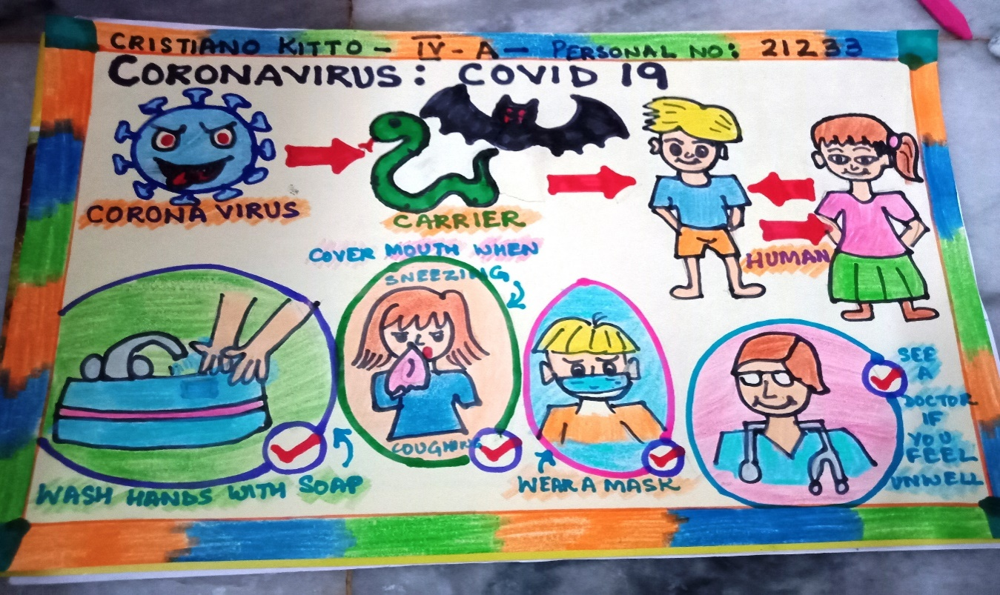 CRISTIANO KITTO - IV - A - PERSONAL NO: 21233
CORONAVIRUS: COVID 19
CORONA VIRUS
CARRIER
HUMAN
COVER MOUTH WHEN
SNEEZING
COUGHING
WASH HANDS WITH SOAP
WEAR A MASK
SEE
A
DOCTOR
IF
YOU
FEEL
UNWELL